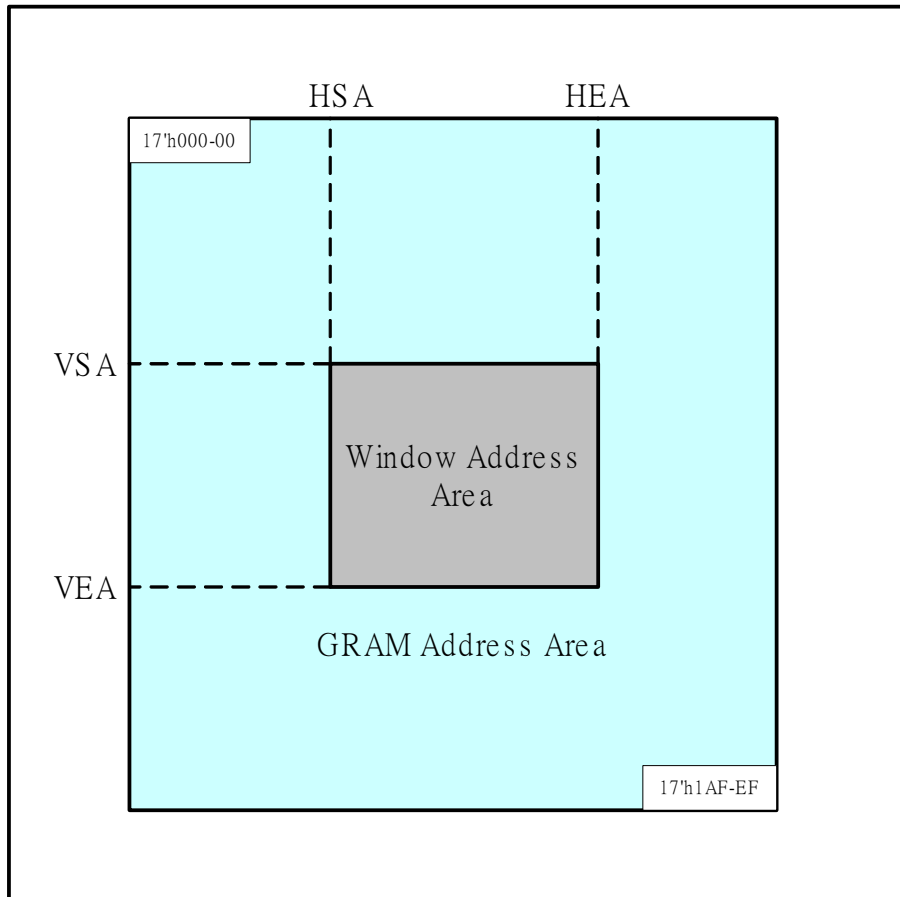 HSA HEA
17'h000-00
VSA
Window Address
Area
VEA
GRAM Address Area
17'h1AF-EF